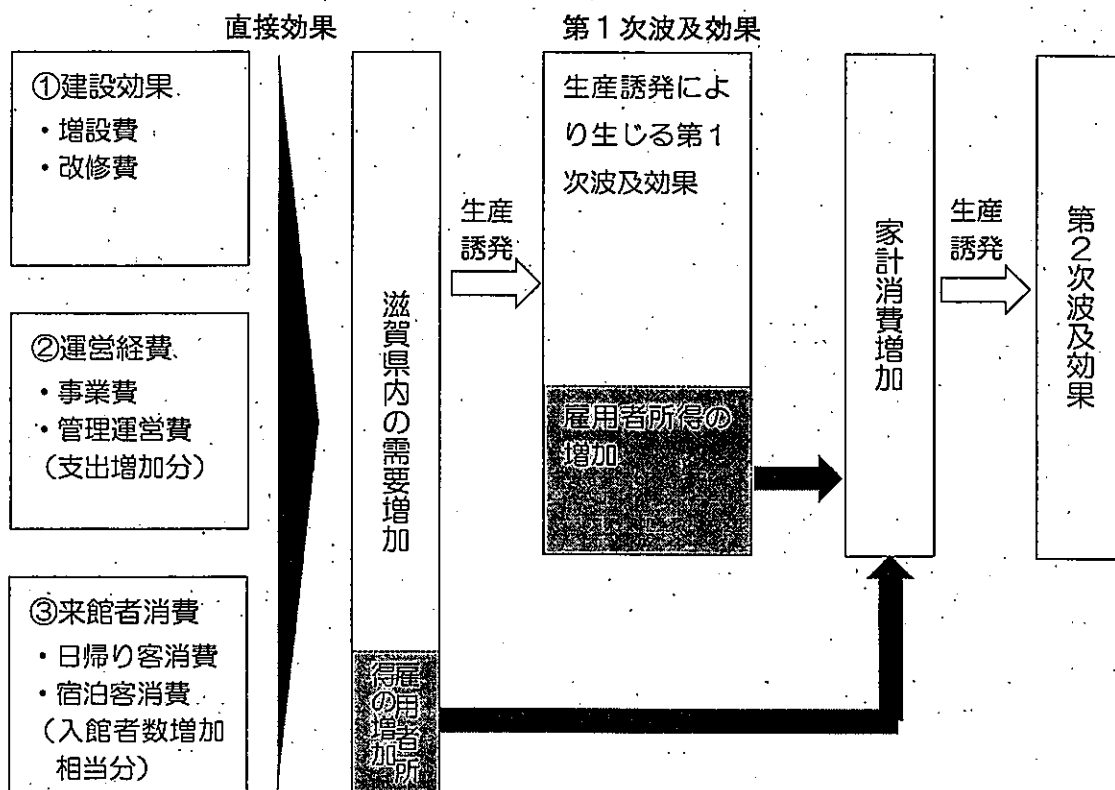 直接効果
第1次波及効果
①建設効果
・増設費
・改修費
②運営経費
・事業費
・管理運営費
（支出増加分）
③来館者消費
・日帰り客消費
・宿泊客消費
（入館者数増加
相当分）
滋賀県内の需要増加
雇用者所
得の増加
生産
誘発
生産誘発によ
り生じる第1
次波及効果
雇用者所得の
増加
家計消費増加
生産
誘発
第2次波及効果